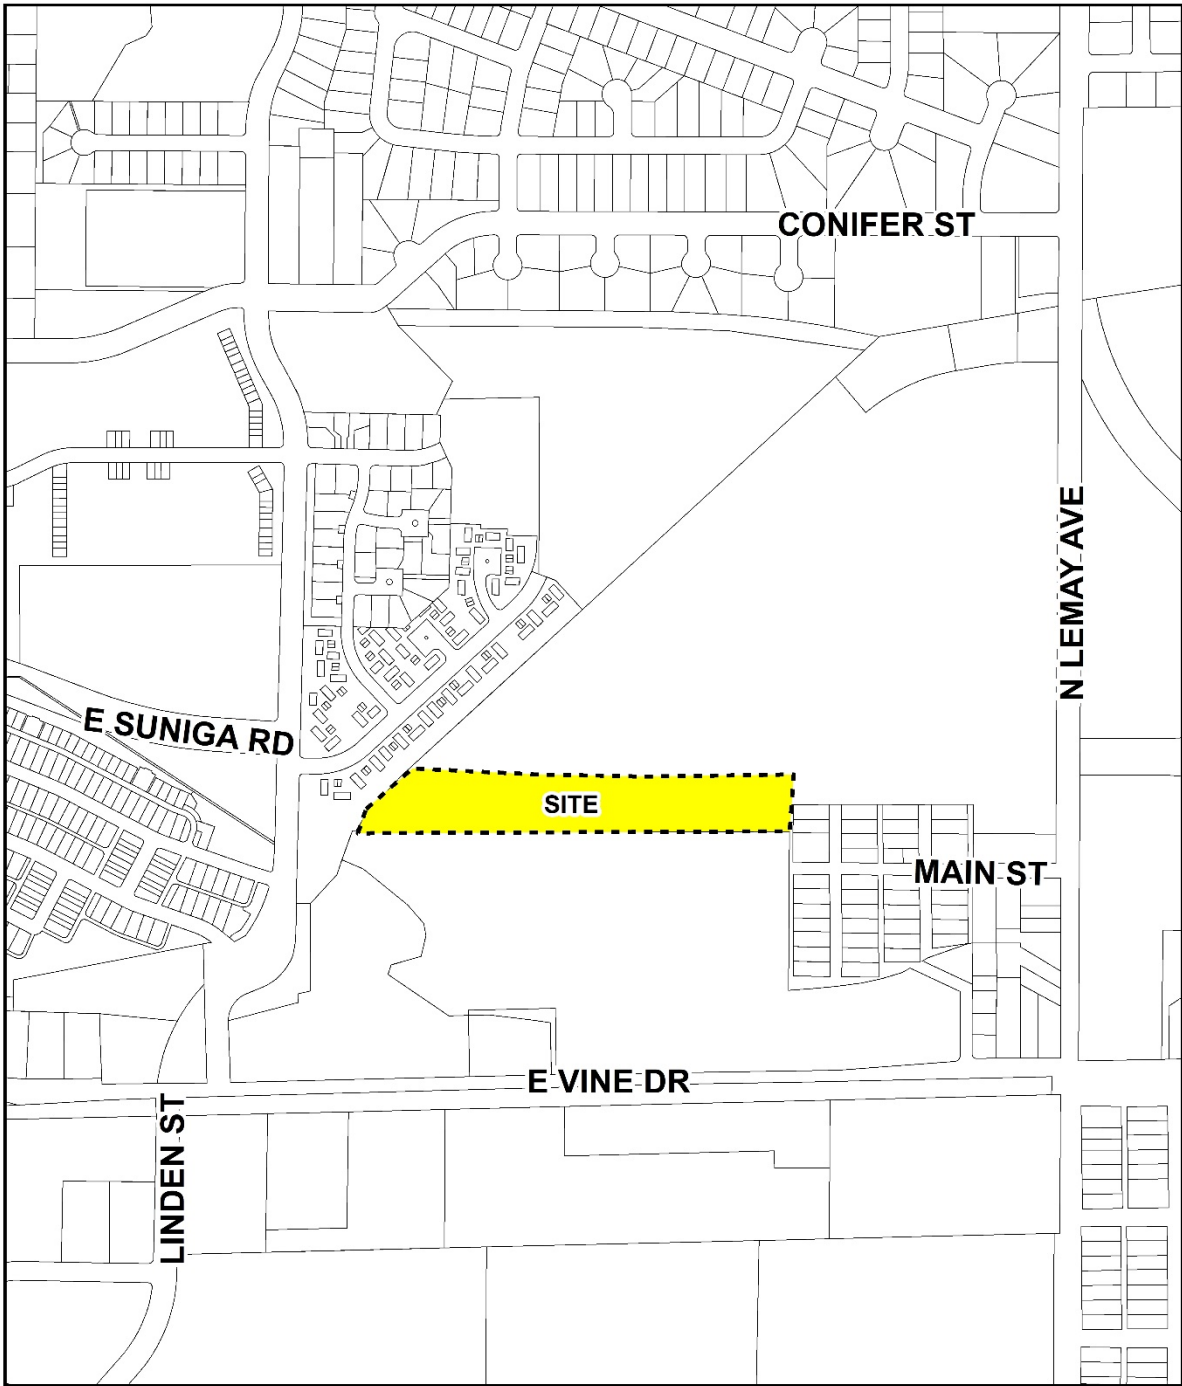 CONIFER ST
N LEMAY AVE
E SUNIGA RD
SITE
MAIN ST
E VINE DR
LINDEN ST